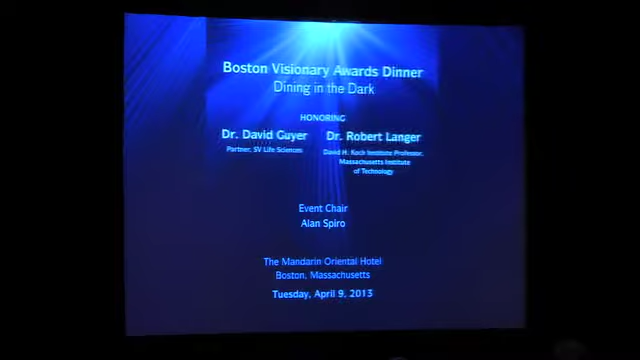 Boston Visionary Awards Dinner
Dining in the Dark
HONORING
Dr. David Guyer
Partner, SV Life Sciences
Dr. Robert Langer
David H. Koch Institute Professor,
Massachusetts Institute
of Technology
Event Chair
Alan Spiro
The Mandarin Oriental Hotel
Boston, Massachusetts
Tuesday, April 9, 2013